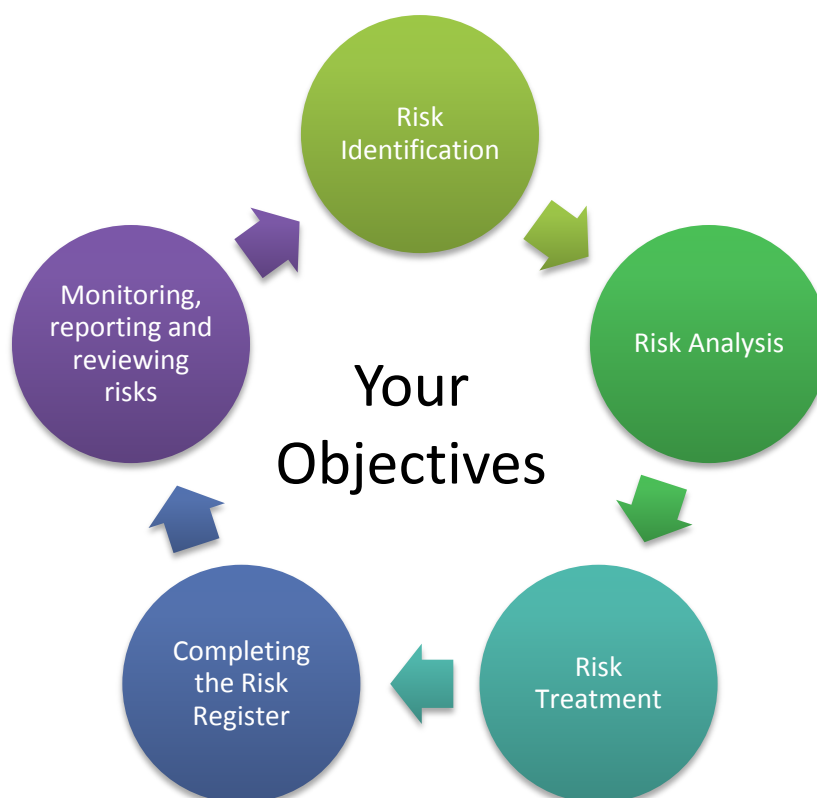 Risk
Identification
Risk Analysis
Risk
Treatment
Completing
the Risk
Register
Monitoring,
reporting and
reviewing
risks
Your
Objectives